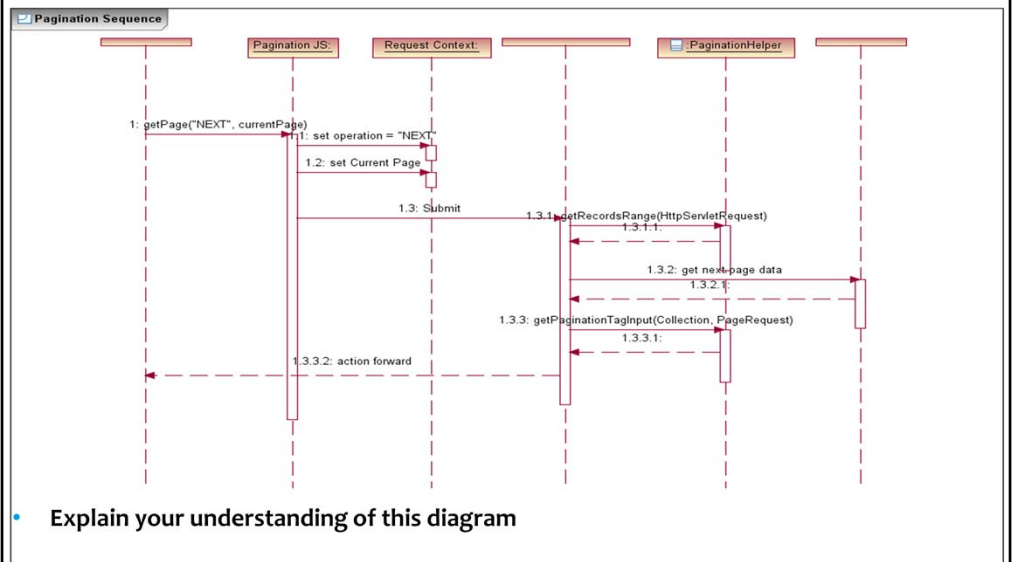 Pagination Sequence
Pagination JS:
Request Context:
:PaginationHelper
1: getPage("NEXT", currentPage)
1.1: set operation = "NEXT"
1.2: set Current Page
1.3: Submit
1.3.1: getRecordsRange(HttpServletRequest)
1.3.1.1:
1.3.2: get next page data
1.3.2.1:
1.3.3: getPaginationTagInput(Collection, PageRequest)
1.3.3.1:
1.3.3.2: action forward
• Explain your understanding of this diagram